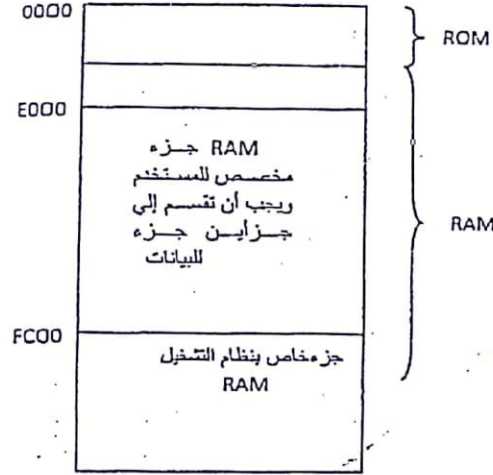 0000
ROM
E000
RAM جزء
مخصص للمستخدم
ويجب أن تقسم إلي
جزأين جزء
للبيانات
RAM
FC00
جزء خاص بنظام التشغيل
RAM